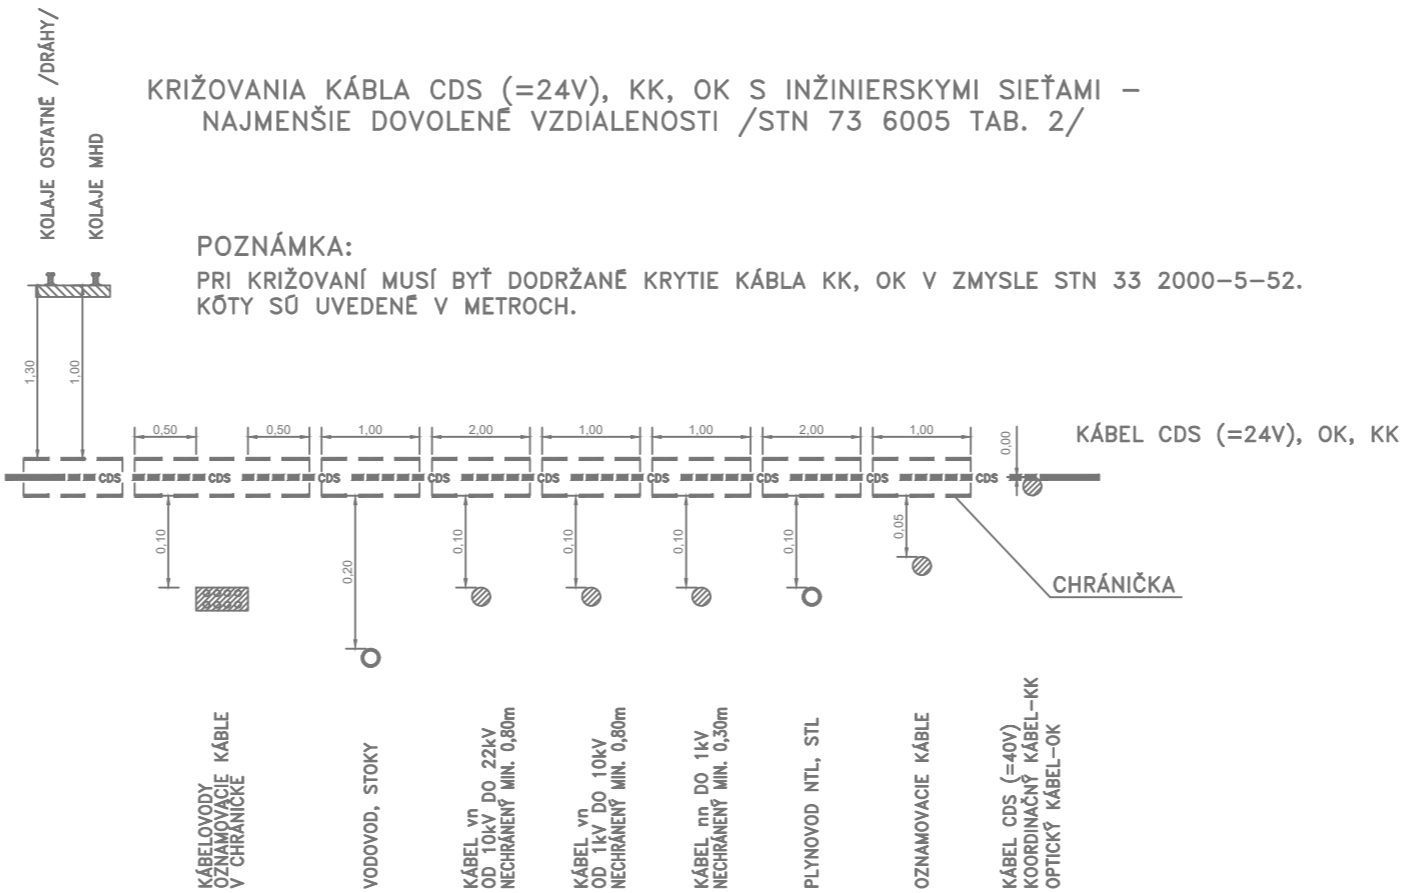 KOLAJE OSTATNÉ /DRÁHY/
KOLAJE MHD
KRIŽOVANIA KÁBLA CDS (=24V), KK, OK S INŽINIERSKYMI SIEŤAMI –
NAJMENŠIE DOVOLENÉ VZDIALENOSTI /STN 73 6005 TAB. 2/
POZNÁMKA:
PRI KRIŽOVANÍ MUSÍ BYŤ DODRŽANÉ KRYTIE KÁBLA KK, OK V ZMYSLE STN 33 2000–5–52.
KÓTY SÚ UVEDENÉ V METROCH.
1,30
1,00
0,50
0,50
1,00
2,00
1,00
1,00
2,00
1,00
0,00
KÁBEL CDS (=24V), OK, KK
CDS
CDS
CDS
CDS
CDS
CDS
CDS
CDS
CDS
0,10
0,20
0,10
0,10
0,10
0,10
0,05
CHRÁNIČKA
KÁBELOVODY
OZNAMOVACIE KÁBLE
V CHRÁNIČKE
VODOVOD, STOKY
KÁBEL vn
OD 10kV DO 22kV
NECHRÁNENÝ MIN. 0,80m
KÁBEL vn
OD 1kV DO 10kV
NECHRÁNENÝ MIN. 0,80m
KÁBEL nn DO 1kV
NECHRÁNENÝ MIN. 0,30m
PLYNOVOD NTL, STL
OZNAMOVACIE KÁBLE
KÁBEL CDS (=40V)
KOORDINAČNÝ KÁBEL–KK
OPTICKÝ KÁBEL–OK